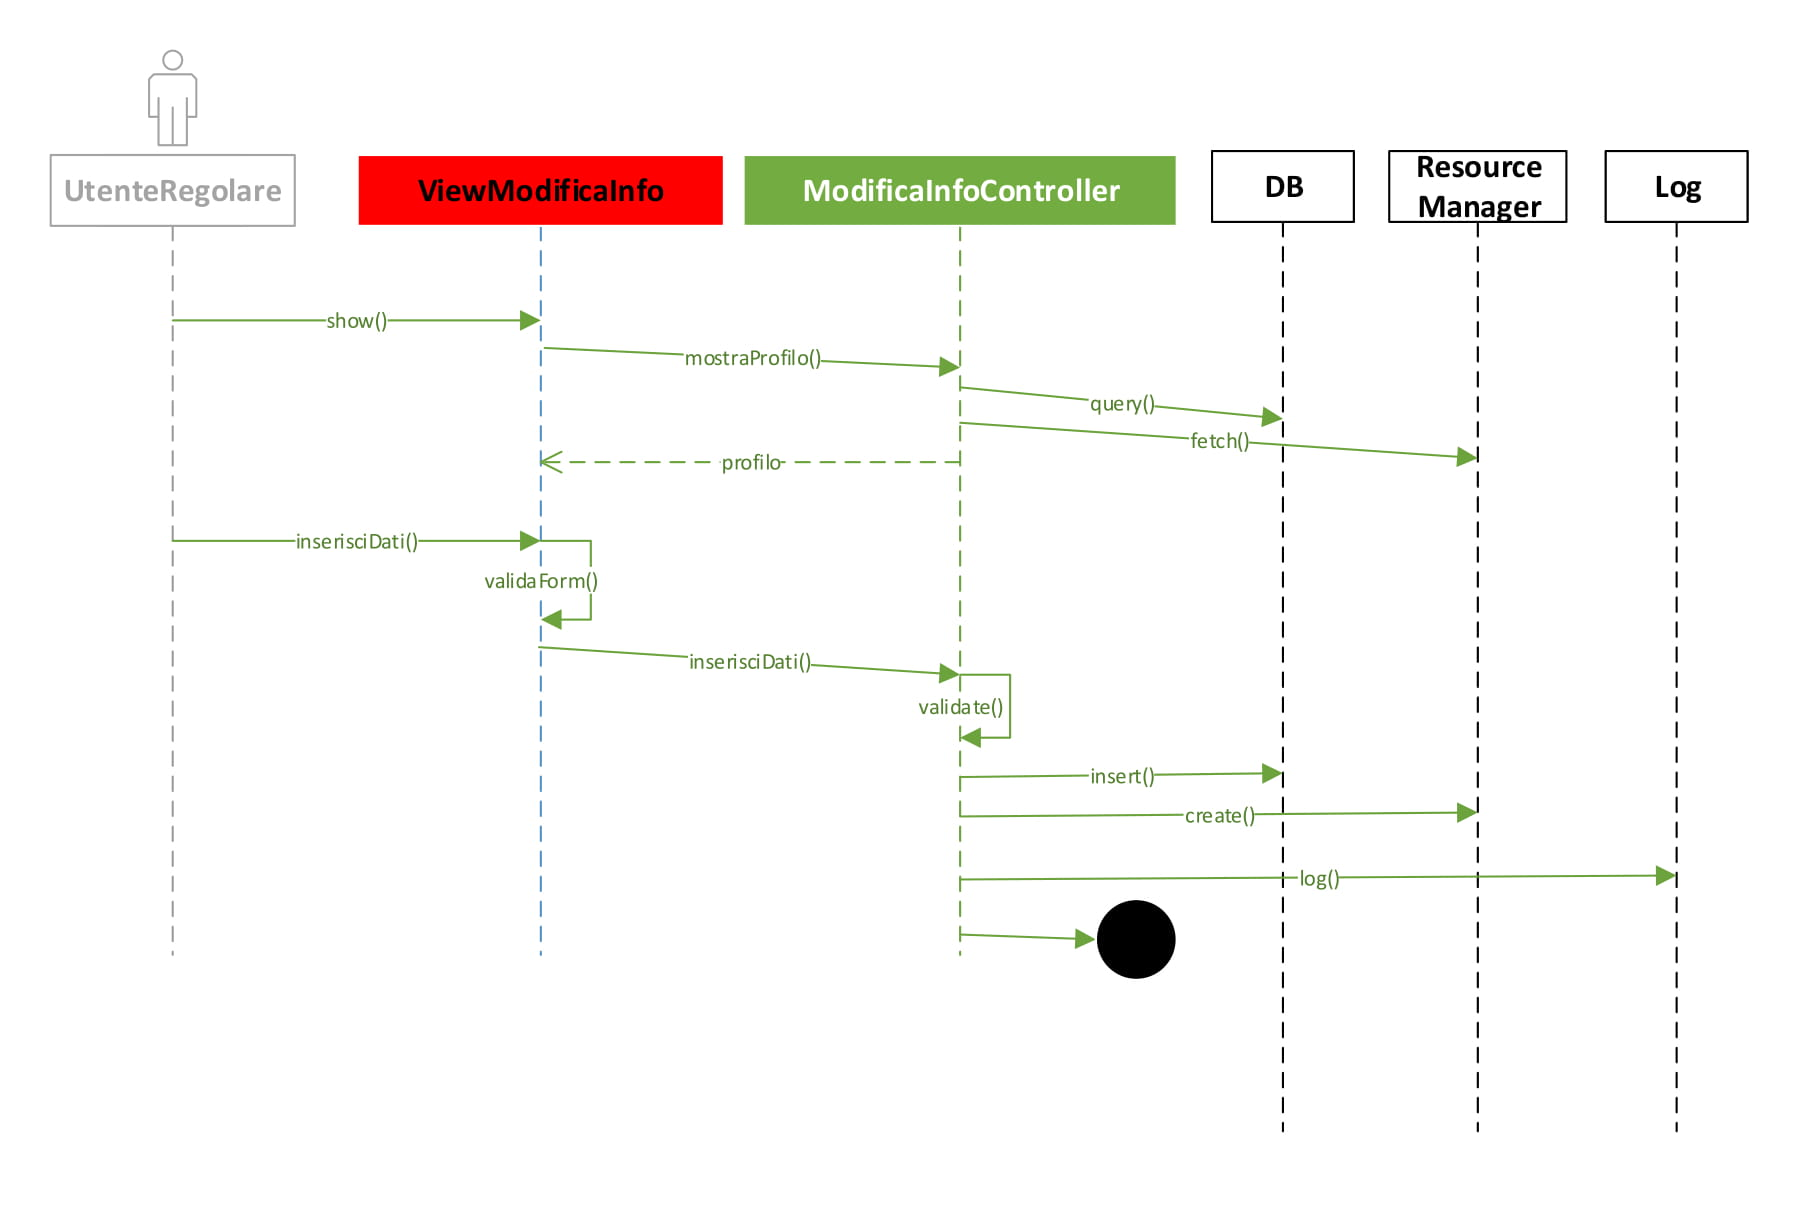 UtenteRegolare
ViewModificaInfo
ModificaInfoController
DB
Resource
Manager
Log
show()
mostraProfilo()
query()
fetch()
profilo
inserisciDati()
validaForm()
inserisciDati()
validate()
insert()
create()
log()